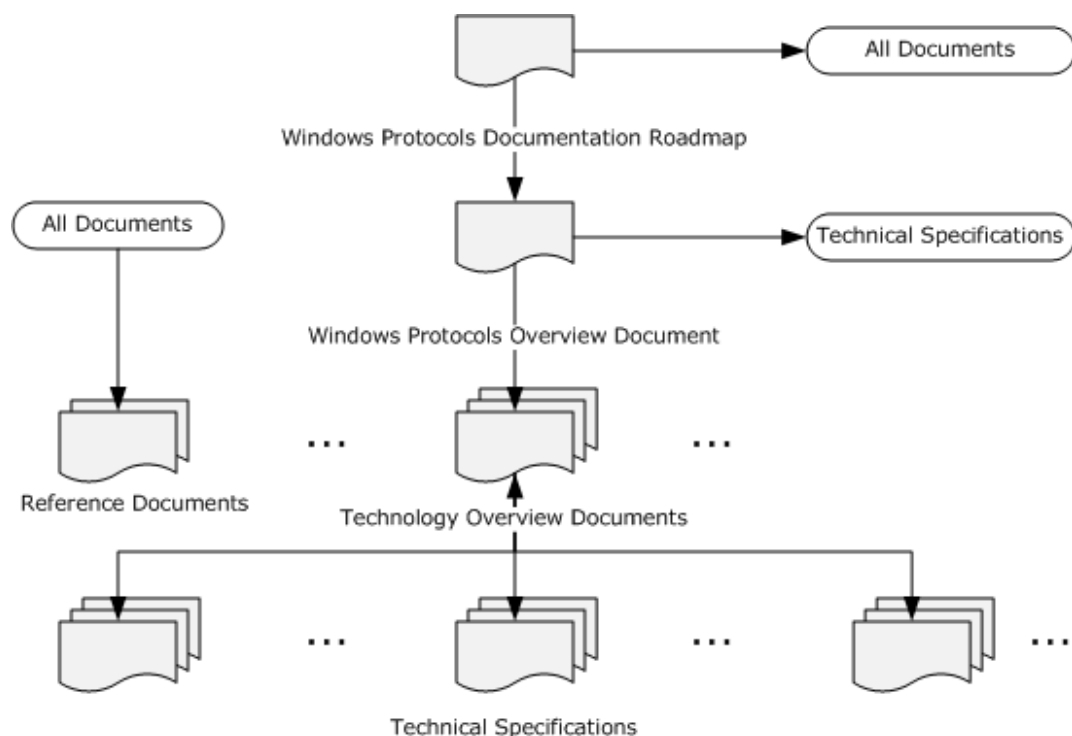 All Documents
Windows Protocols Documentation Roadmap
All Documents
Technical Specifications
Windows Protocols Overview Document
...
...
Reference Documents
Technology Overview Documents
...
...
...
Technical Specifications